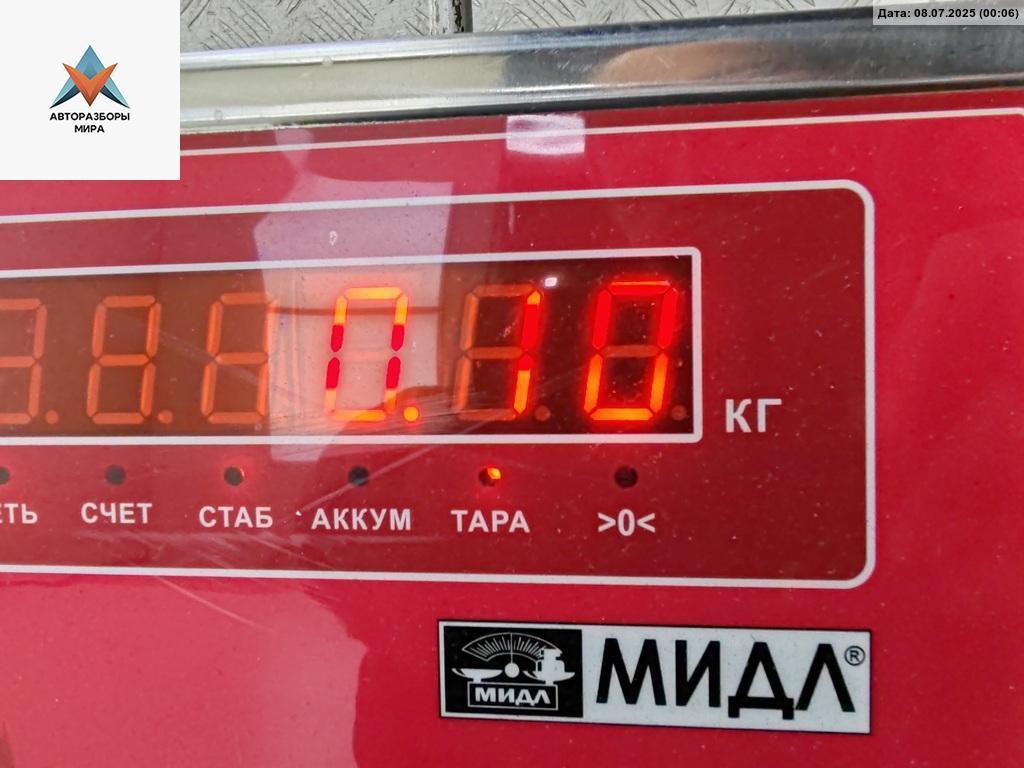 Дата: 08.07.2025 (00:06)
АВТОРАЗБОРЫ
МИРА
0.10
КГ
СЧЕТ
СТАБ
АККУМ
ТАРА
>0<
МИДЛ
МИДЛ®